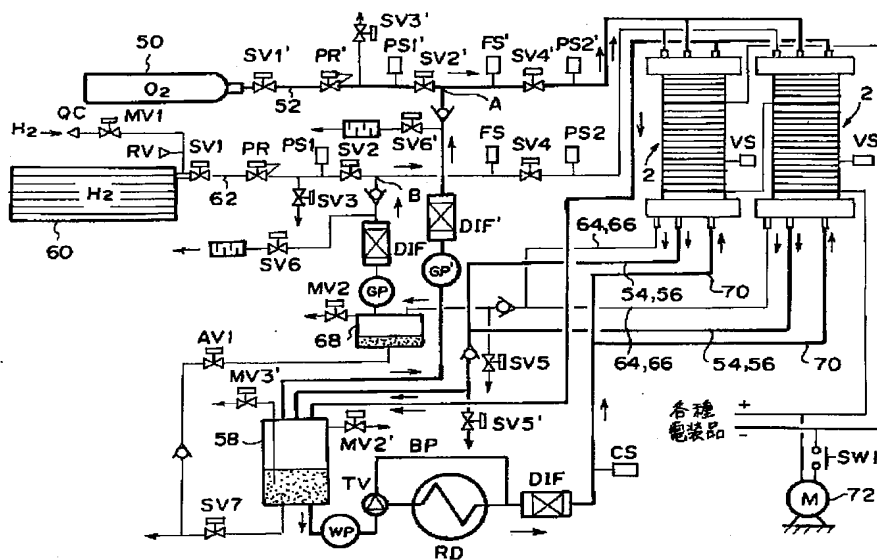 50
SV3'
PS1'
SV2'
FS'
SV4'
PS2'
SV1'
PR'
O2
52
A
QC
MV1
H2
RV
SV1
PR
PS1
SV2
SV6'
FS
SV4
PS2
2
2
VS
VS
H2
60
62
SV3
B
DIF
DIF'
SV6
GP
GP'
MV2
68
64,66
54,56
70
64,66
54,56
70
AV1
SV5
MV3'
SV5'
58
MV2'
BP
TV
DIF
CS
SV7
WP
RD
各種 +
電装品 -
SW1
M
72